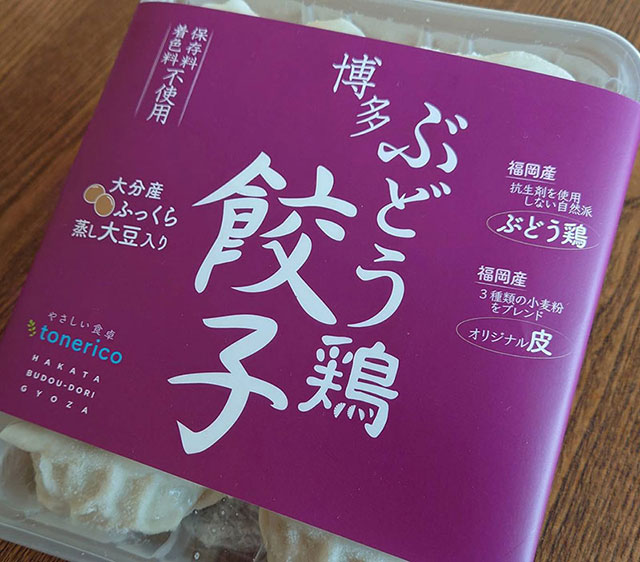 博多
ぶどう鶏
餃子
保存料
着色料不使用
福岡産
抗生剤を使用
しない自然派
ぶどう鶏
福岡産
3種類の小麦粉
をブレンド
オリジナル皮
大分産
ふっくら
蒸し大豆入り
やさしい食卓
tonerico
HAKATA
BUDOU-DORI
GYOZA